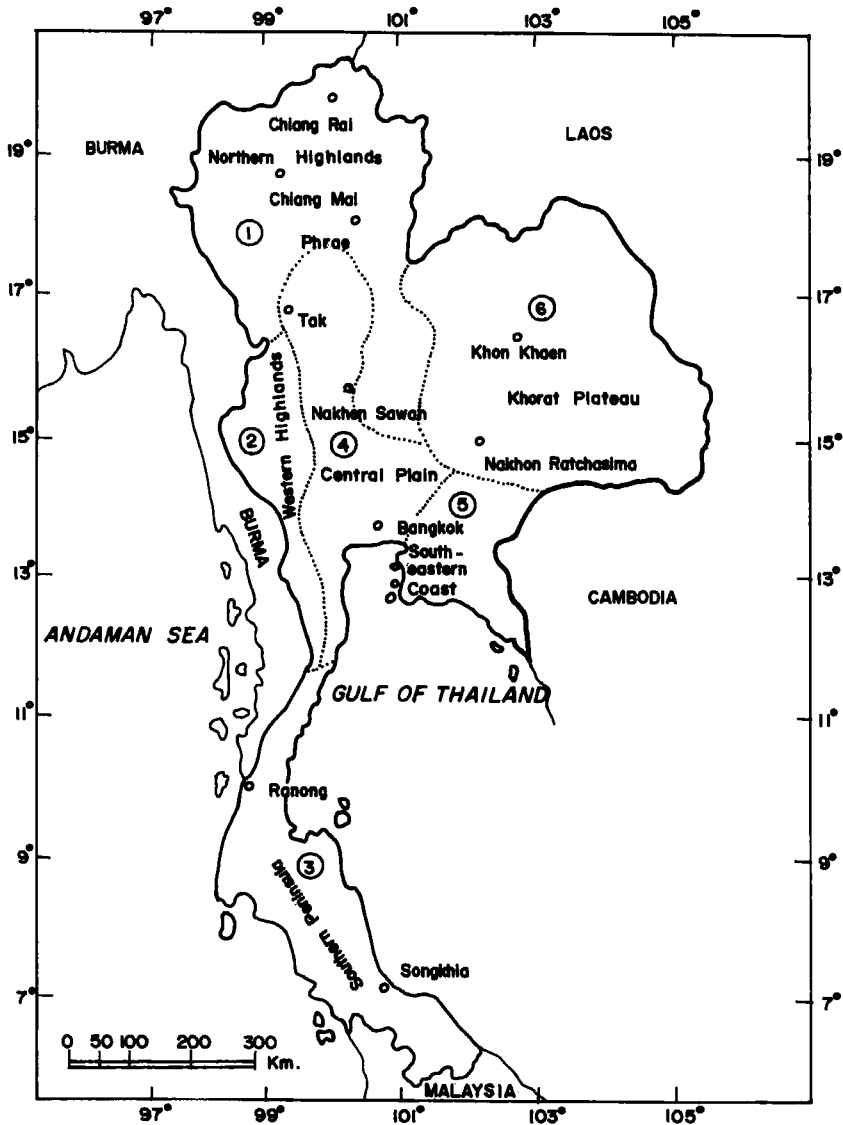 97° 99° 101° 103° 105°
Chiang Rai
LAOS
BURMA
19°
Northern Highlands
19°
Chiang Mai
1
Phrae
17°
6
17°
Tak
Khon Khaen
Khorat Plateau
Nakhen Sawan
15°
2
Western Highlands
4
15°
Central Plain
Nakhon Ratchasima
5
BURMA
Bangkok
South-
eastern
Coast
13°
13°
CAMBODIA
ANDAMAN SEA
GULF OF THAILAND
11°
11°
Ranong
9°
3
9°
Southern Peninsula
Songkhia
7°
7°
0 50 100 200 300
Km.
MALAYSIA
97° 99° 101° 103° 105°